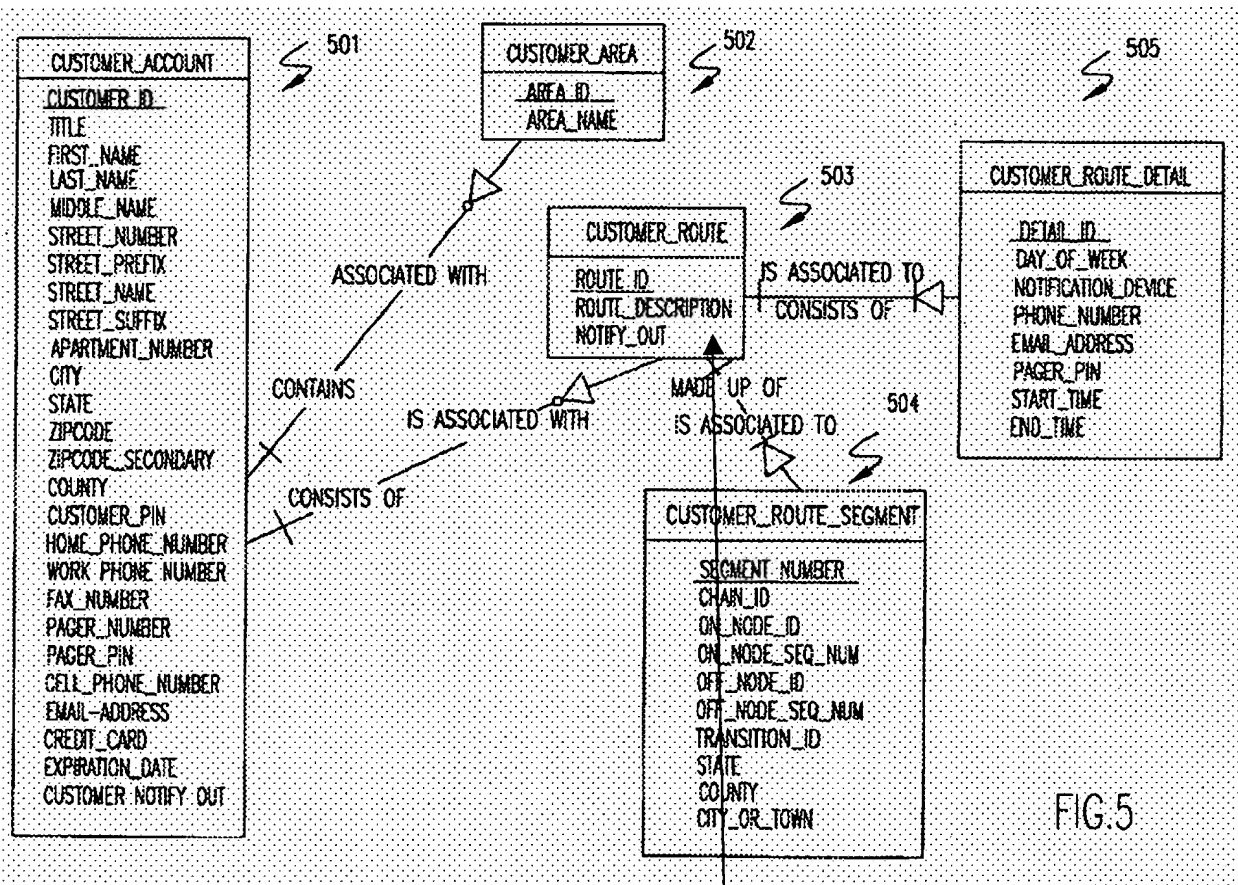 501
CUSTOMER_ACCOUNT
CUSTOMER_ID
TITLE
FIRST_NAME
LAST_NAME
MIDDLE_NAME
STREET_NUMBER
STREET_PREFIX
STREET_NAME
STREET_SUFFIX
APARTMENT_NUMBER
CITY
STATE
ZIPCODE
ZIPCODE_SECONDARY
COUNTY
CUSTOMER_PIN
HOME_PHONE_NUMBER
WORK PHONE NUMBER
FAX_NUMBER
PAGER_NUMBER
PAGER_PIN
CELL_PHONE_NUMBER
EMAIL-ADDRESS
CREDIT_CARD
EXPIRATION_DATE
CUSTOMER NOTIFY OUT
502
CUSTOMER_AREA
AREA_ID
AREA_NAME
ASSOCIATED WITH
CONTAINS
503
CUSTOMER_ROUTE
ROUTE_ID
ROUTE_DESCRIPTION
NOTIFY_OUT
IS ASSOCIATED WITH
CONSISTS OF
IS ASSOCIATED TO
CONSISTS OF
505
CUSTOMER_ROUTE_DETAIL
DETAIL_ID
DAY_OF_WEEK
NOTIFICATION_DEVICE
PHONE_NUMBER
EMAIL_ADDRESS
PAGER_PIN
START_TIME
END_TIME
MADE UP OF
IS ASSOCIATED TO
504
CUSTOMER_ROUTE_SEGMENT
SEGMENT NUMBER
CHAIN_ID
ON_NODE_ID
ON_NODE_SEQ_NUM
OFF_NODE_ID
OFF_NODE_SEQ_NUM
TRANSITION_ID
STATE
COUNTY
CITY_OR_TOWN
FIG.5